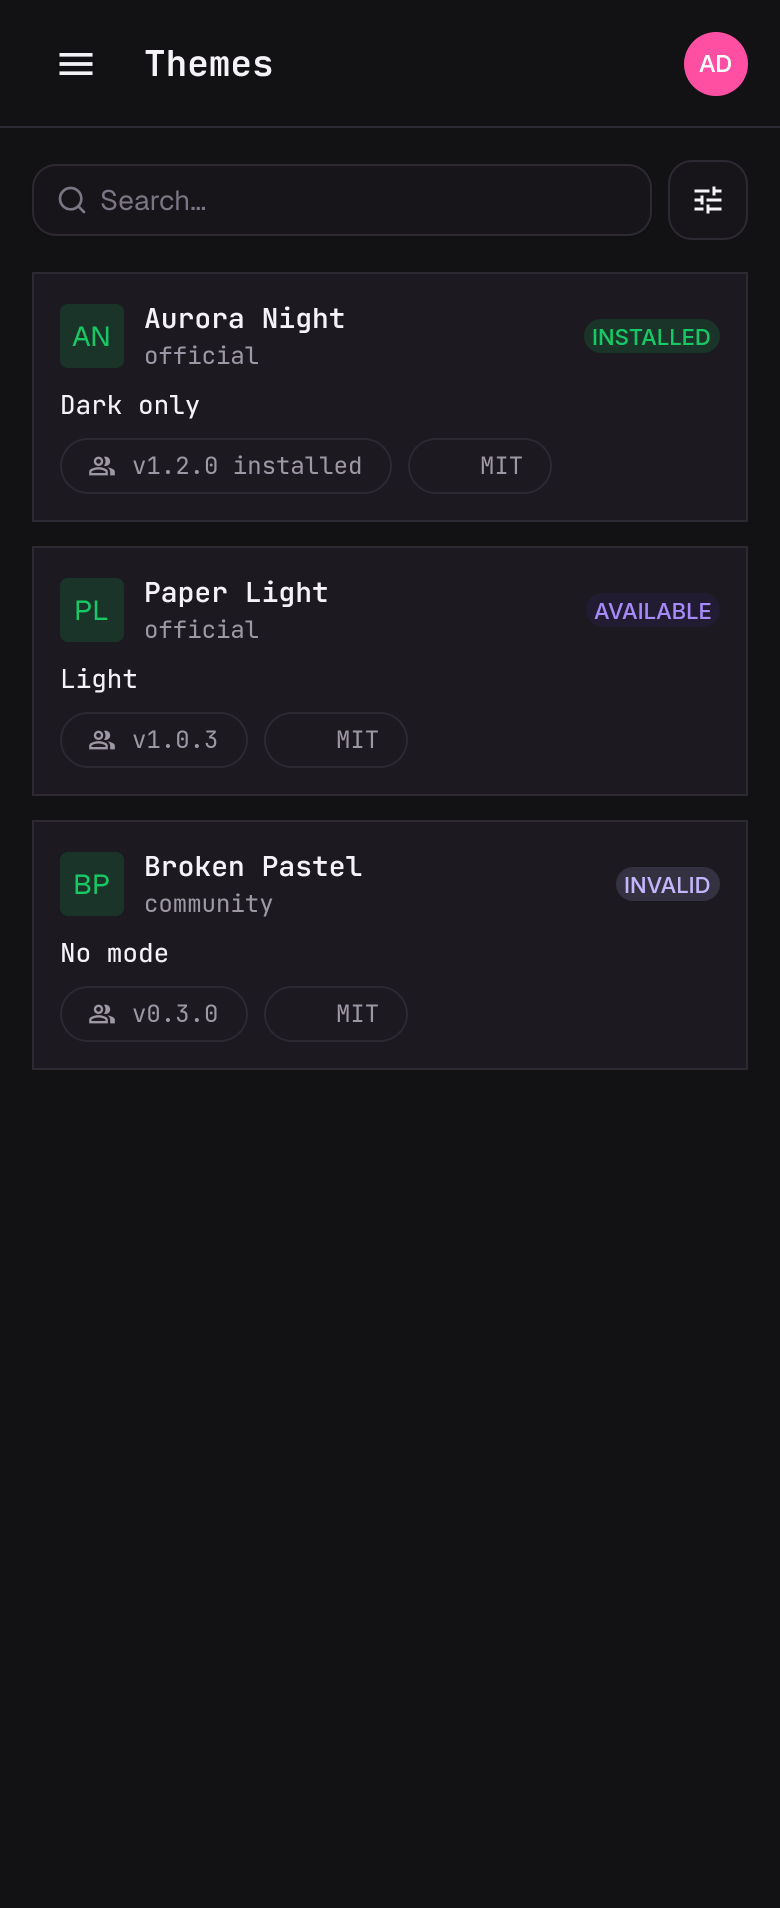 Themes
AD
Search…
AN
Aurora Night
official
INSTALLED
Dark only
v1.2.0 installed
MIT
PL
Paper Light
official
AVAILABLE
Light
v1.0.3
MIT
BP
Broken Pastel
community
INVALID
No mode
v0.3.0
MIT